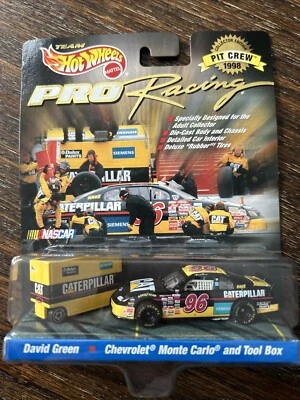 TEAM
Hot Wheels
MATTEL
PIT CREW
1998
PRO Racing
Specially Designed for the
Adult Collector
Die-Cast Body and Chassis
Detailed Car Interior
Deluxe "Rubber" Tires
SIEMENS
CATERPILLAR
96
CAT
NASCAR
CATERPILLAR
CATERPILLAR
96
David Green
Chevrolet® Monte Carlo® and Tool Box